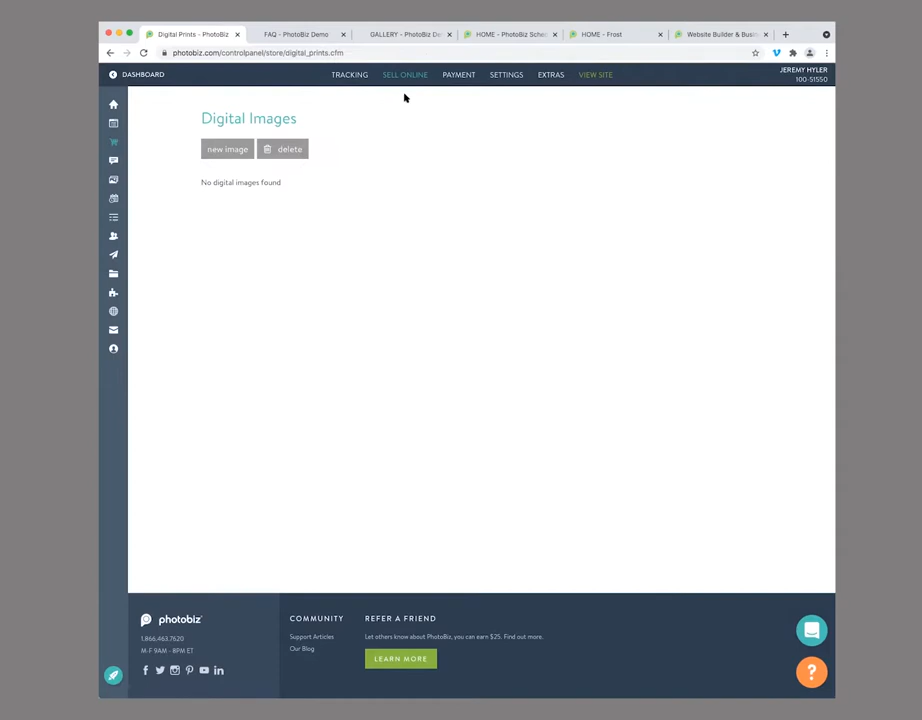 Digital Prints - PhotoBiz
FAQ - PhotoBiz Demo
GALLERY - PhotoBiz De
HOME - PhotoBiz Sche
HOME - Frost
Website Builder & Busi
photobiz.com/controlpanel/store/digital_prints.cfm
DASHBOARD
TRACKING
SELL ONLINE
PAYMENT
SETTINGS
EXTRAS
VIEW SITE
JEREMY HYLER
100-51550
Digital Images
new image
delete
No digital images found
photobiz
1.866.463.7620
M-F 9AM - 8PM ET
COMMUNITY
Support Articles
Our Blog
REFER A FRIEND
Let others know about PhotoBiz, you can earn $25. Find out more.
LEARN MORE
?